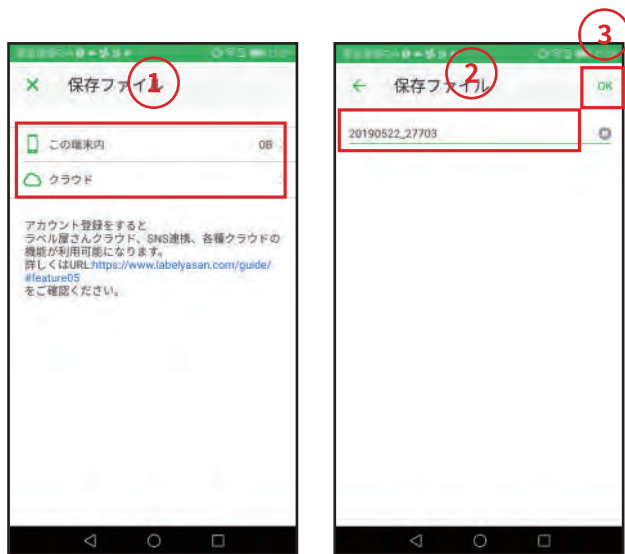 1
保存ファイル
この端末内 0B
クラウド
アカウント登録をすると
ラベル屋さんクラウド、SNS連携、各種クラウドの
機能が利用可能になります。
詳しくはURL:https://www.labelyasan.com/guide/
#feature05
をご確認ください。
2
3
保存ファイル
OK
20190522_27703